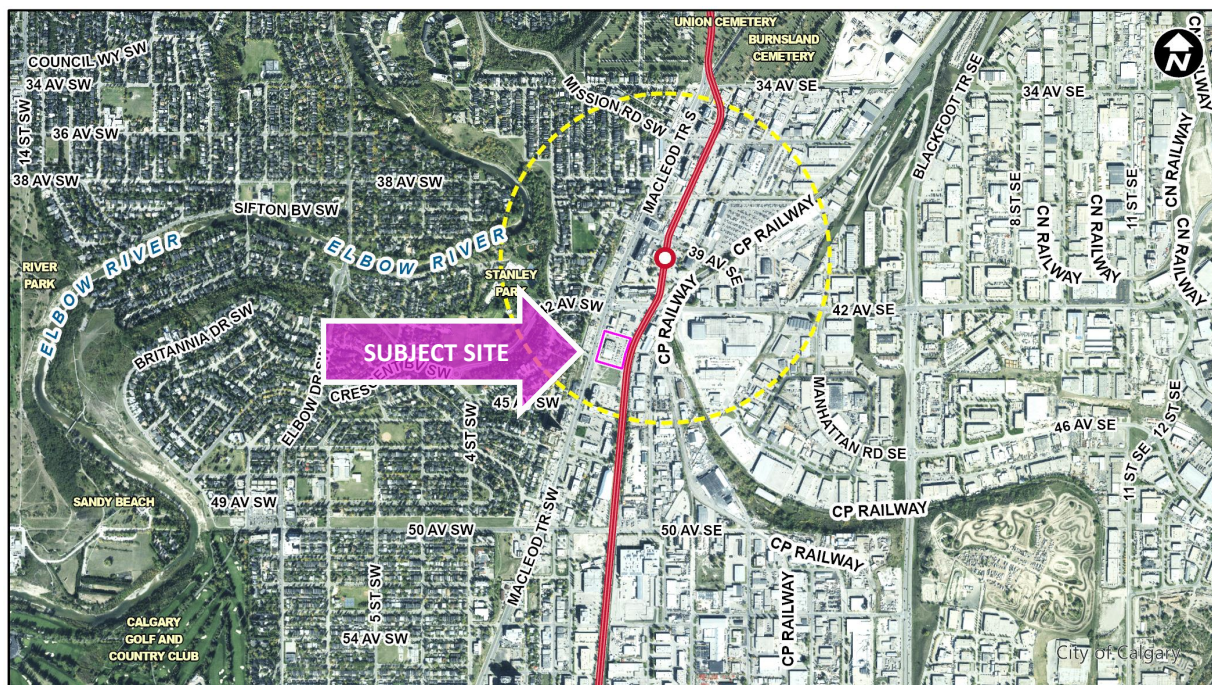 UNION CEMETERY
BURNSLAND
CEMETERY
N
COUNCIL WY SW
34 AV SW
14 ST SW
36 AV SW
38 AV SW
38 AV SW
SIFTON BV SW
ELBOW RIVER
ELBOW RIVER
RIVER
PARK
MISSION RD SW
MACLEOD TR S
34 AV SE
BLACKFOOT TR SE
34 AV SE
8 ST SE
11 ST SE
CN RAILWAY
CN RAILWAY
CN RAILWAY
CN RAILWAY
CP RAILWAY
39 AV SE
STANLEY
42 AV SE
CP RAILWAY
BRITANNIA DR SW
SUBJECT SITE
ELBOW DR SW
CRESCENT BV SW
4 ST SW
MANHATTAN RD SE
46 AV SE
12 ST SE
11 ST SE
SANDY BEACH
49 AV SW
50 AV SW
MACLEOD TR SW
50 AV SE
CP RAILWAY
CP RAILWAY
CP RAILWAY
5 ST SW
54 AV SW
CALGARY
GOLF AND
COUNTRY CLUB
City of Calgary